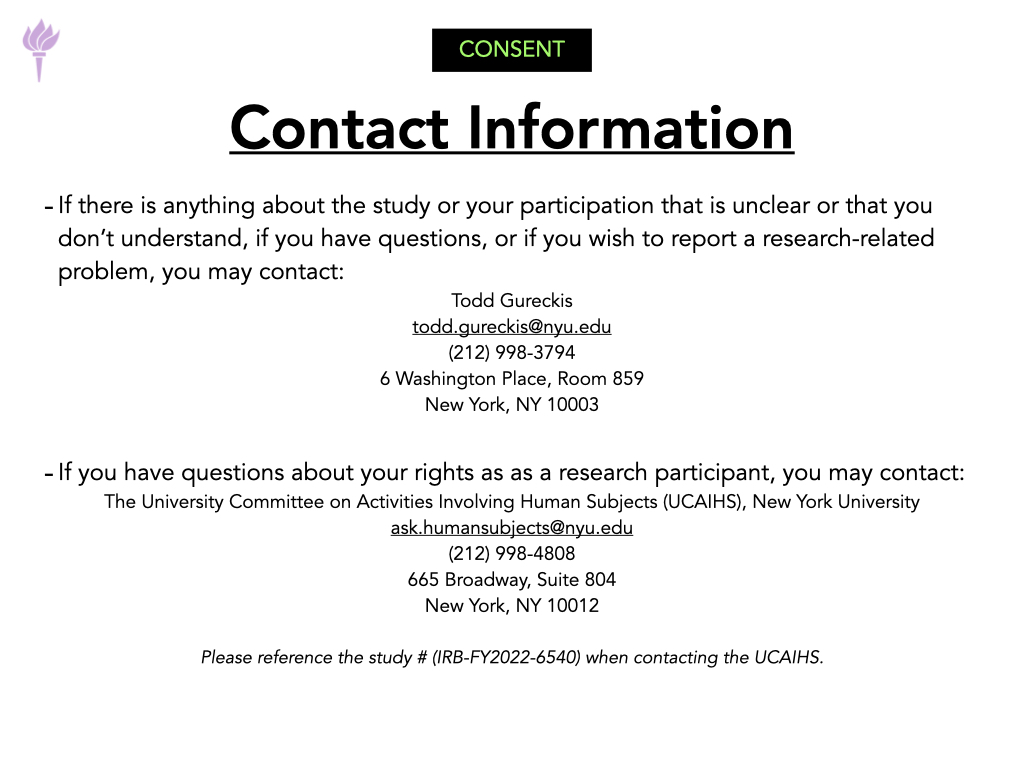 CONSENT
Contact Information
- If there is anything about the study or your participation that is unclear or that you
don’t understand, if you have questions, or if you wish to report a research-related
problem, you may contact:
Todd Gureckis
todd.gureckis@nyu.edu
(212) 998-3794
6 Washington Place, Room 859
New York, NY 10003
- If you have questions about your rights as as a research participant, you may contact:
The University Committee on Activities Involving Human Subjects (UCAIHS), New York University
ask.humansubjects@nyu.edu
(212) 998-4808
665 Broadway, Suite 804
New York, NY 10012
Please reference the study # (IRB-FY2022-6540) when contacting the UCAIHS.